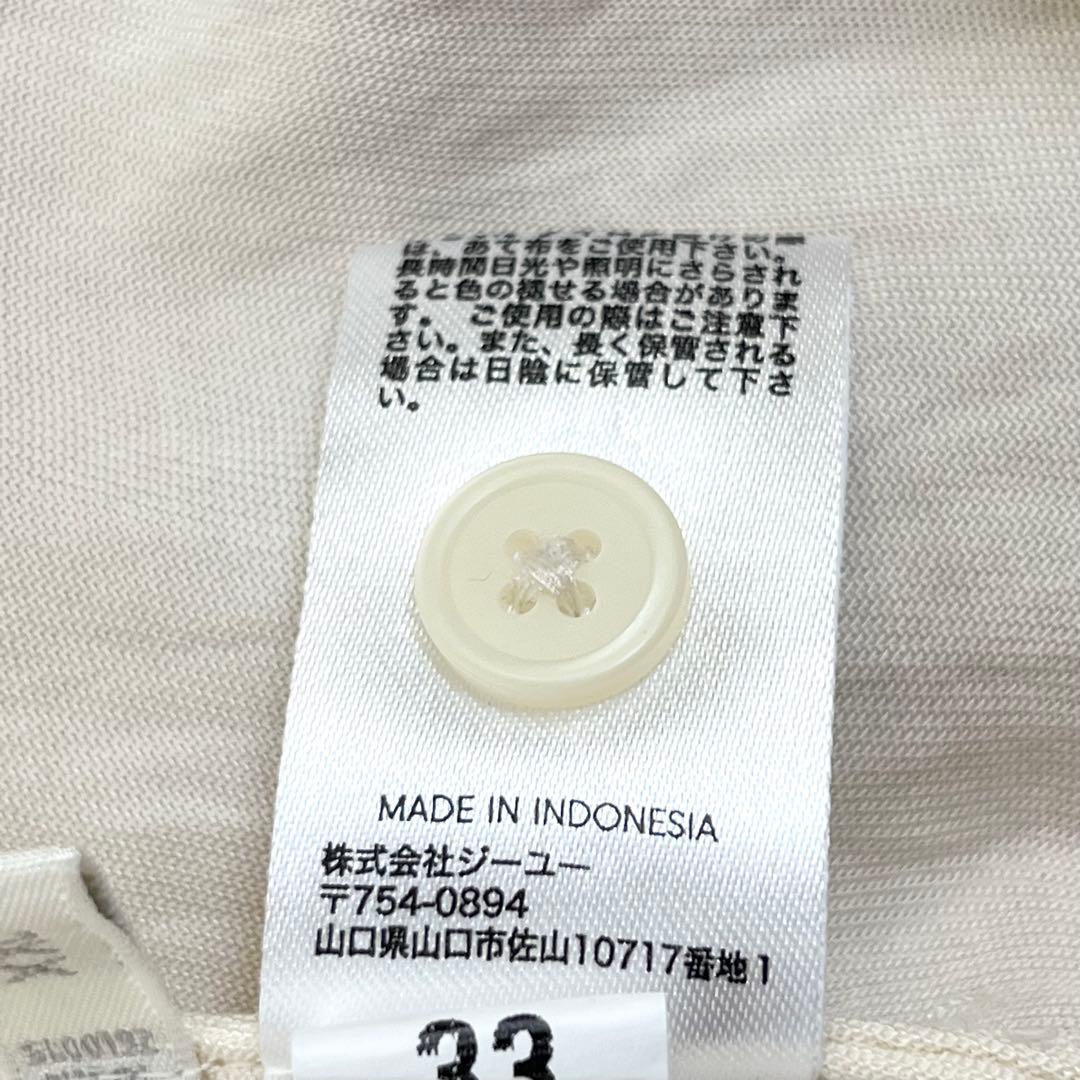 は、あて布をご使用下さい。
長時間日光や照明にさらされ
ると色の褪せる場合がありま
す。ご使用の際はご注意下
さい。また、長く保管される
場合は日陰に保管して下さ
い。
MADE IN INDONESIA
株式会社ジーユー
〒754-0894
山口県山口市佐山10717番地1
33